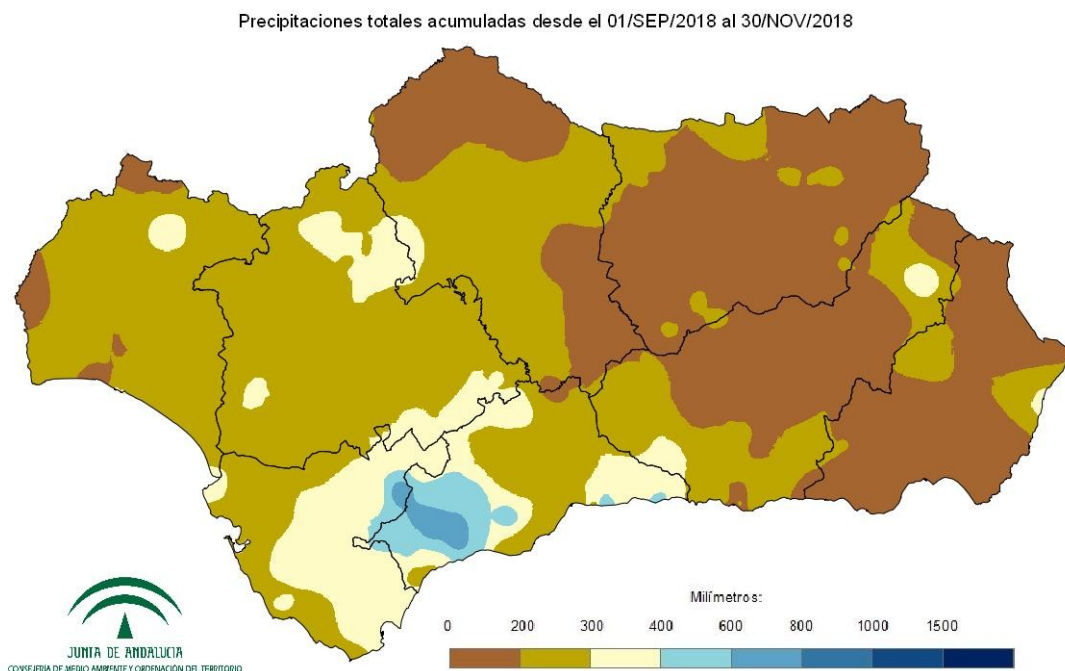 Precipitaciones totales acumuladas desde el 01/SEP/2018 al 30/NOV/2018
Milímetros:
0 200 300 400 600 800 1000 1500
JUNTA DE ANDALUCIA
CONSEJERÍA DE MEDIO AMBIENTE Y ORDENACIÓN DEL TERRITORIO